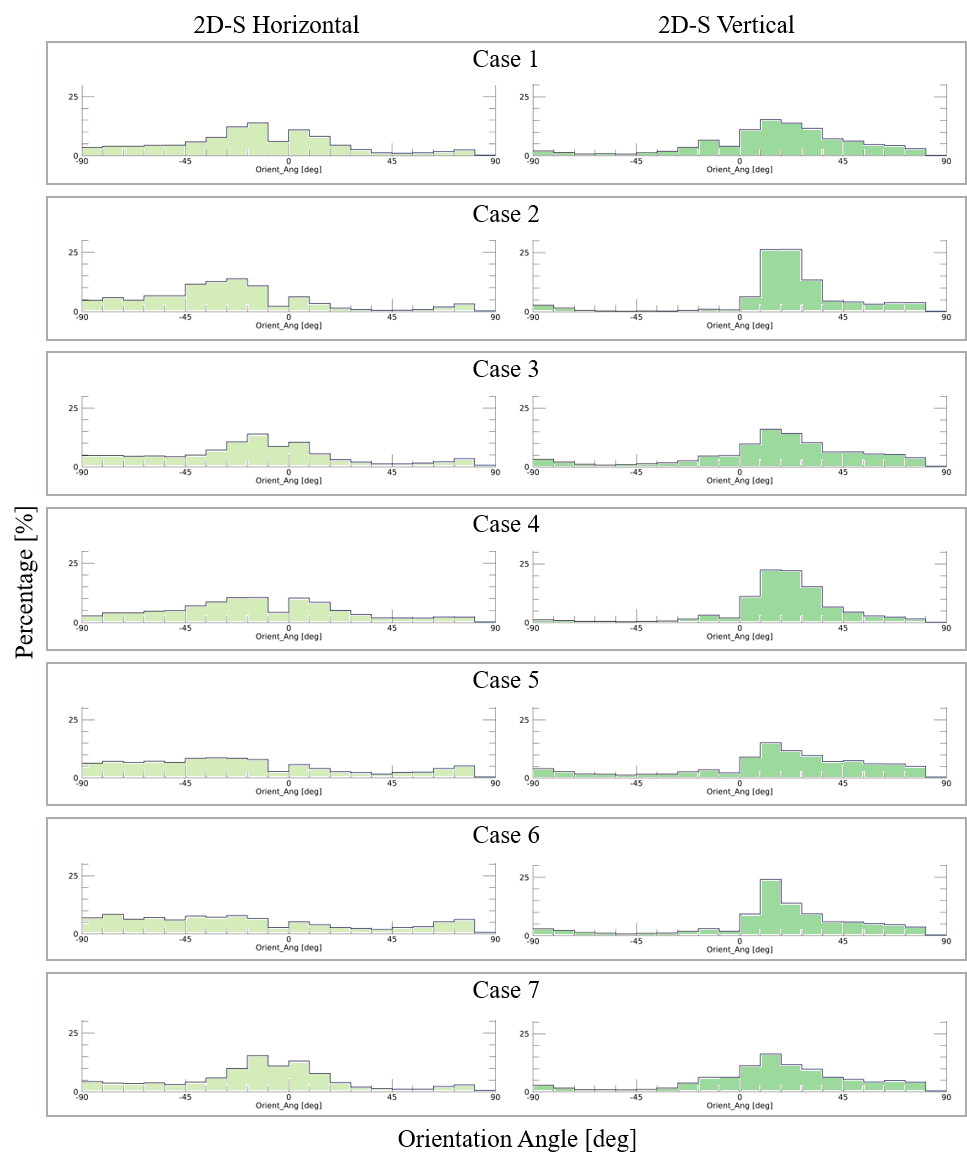 2D-S Horizontal 2D-S Vertical
Case 1
25 25
0 0
-90 -45 0 45 90 -90 -45 0 45 90
Orient_Ang [deg] Orient_Ang [deg]
Case 2
25 25
0 0
-90 -45 0 45 90 -90 -45 0 45 90
Orient_Ang [deg] Orient_Ang [deg]
Case 3
25 25
0 0
-90 -45 0 45 90 -90 -45 0 45 90
Orient_Ang [deg] Orient_Ang [deg]
Percentage [%]
Case 4
25 25
0 0
-90 -45 0 45 90 -90 -45 0 45 90
Orient_Ang [deg] Orient_Ang [deg]
Case 5
25 25
0 0
-90 -45 0 45 90 -90 -45 0 45 90
Orient_Ang [deg] Orient_Ang [deg]
Case 6
25 25
0 0
-90 -45 0 45 90 -90 -45 0 45 90
Orient_Ang [deg] Orient_Ang [deg]
Case 7
25 25
0 0
-90 -45 0 45 90 -90 -45 0 45 90
Orient_Ang [deg] Orient_Ang [deg]
Orientation Angle [deg]